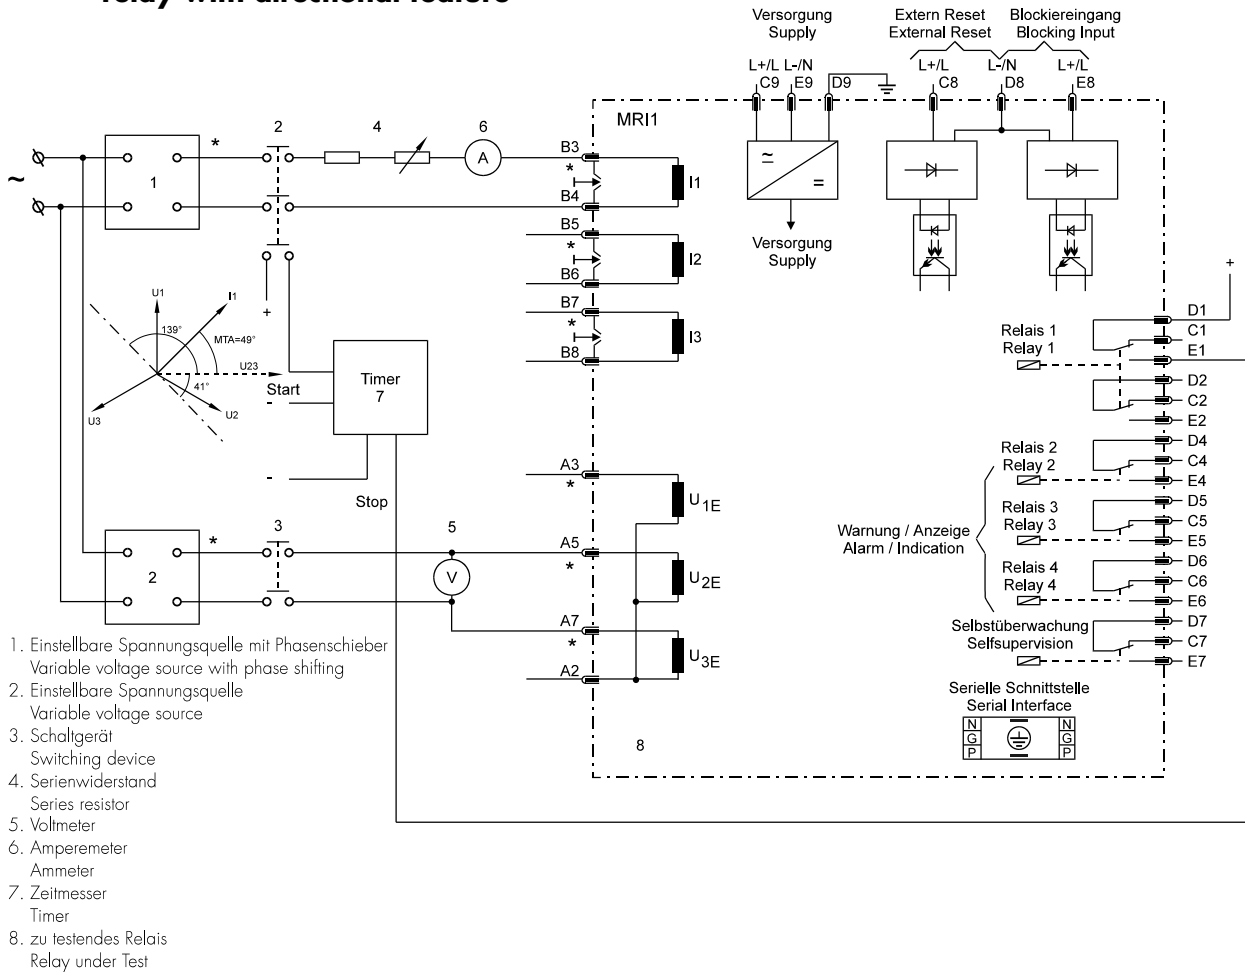 relay with directional feature
Versorgung
Supply
Extern Reset
External Reset
Blockiereingang
Blocking Input
L+/L L-/N
C9 E9 D9
L+/L L-/N L+/L
C8 D8 E8
MRI1
~
1
*
2
4
6
A
B3
*
B4
I1
B5
*
B6
I2
B7
*
B8
I3
≃
=
Versorgung
Supply
+
U1
I1
139°
MTA=49°
U23
41°
U2
U3
+
Start
-
-
Stop
Timer
7
Relais 1
Relay 1
+
D1
C1
E1
D2
C2
E2
Relais 2
Relay 2
D4
C4
E4
Warnung / Anzeige
Alarm / Indication
Relais 3
Relay 3
D5
C5
E5
Relais 4
Relay 4
D6
C6
E6
Selbstüberwachung
Selfsupervision
D7
C7
E7
A3
*
U1E
2
*
3
5
V
A5
*
U2E
A7
*
A2
U3E
8
Serielle Schnittstelle
Serial Interface
N
G
P
N
G
P
1. Einstellbare Spannungsquelle mit Phasenschieber
Variable voltage source with phase shifting
2. Einstellbare Spannungsquelle
Variable voltage source
3. Schaltgerät
Switching device
4. Serienwiderstand
Series resistor
5. Voltmeter
6. Amperemeter
Ammeter
7. Zeitmesser
Timer
8. zu testendes Relais
Relay under Test